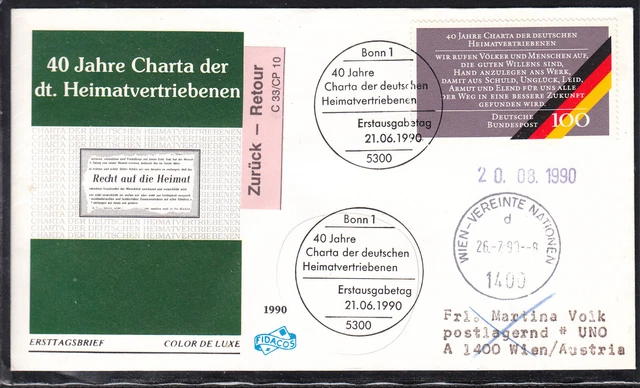 40 Jahre Charta der
dt. Heimatvertriebenen
Recht auf die Heimat
ERSTTAGSBRIEF
COLOR DE LUXE
Zurück — Retour
C 33/CP 10
Bonn 1
40 Jahre
Charta der deutschen
Heimatvertriebenen
Erstausgabetag
21.06.1990
5300
40 JAHRE CHARTA DER DEUTSCHEN
HEIMATVERTRIEBENEN
WIR RUFEN VÖLKER UND MENSCHEN AUF,
DIE GUTEN WILLENS SIND,
HAND ANZULEGEN ANS WERK,
DAMIT AUS SCHULD, UNGLÜCK, LEID,
ARMUT UND ELEND FÜR UNS ALLE
DER WEG IN EINE BESSERE ZUKUNFT
GEFUNDEN WIRD.
DEUTSCHE
BUNDESPOST
100
20. 08. 1990
WIEN-VEREINTE NATIONEN
d
26.-7.90.-8
1400
Bonn 1
40 Jahre
Charta der deutschen
Heimatvertriebenen
Erstausgabetag
21.06.1990
5300
1990
FIDACOS
Frl. Martina Volk
postlagernd * UNO
A 1400 Wien/Austria